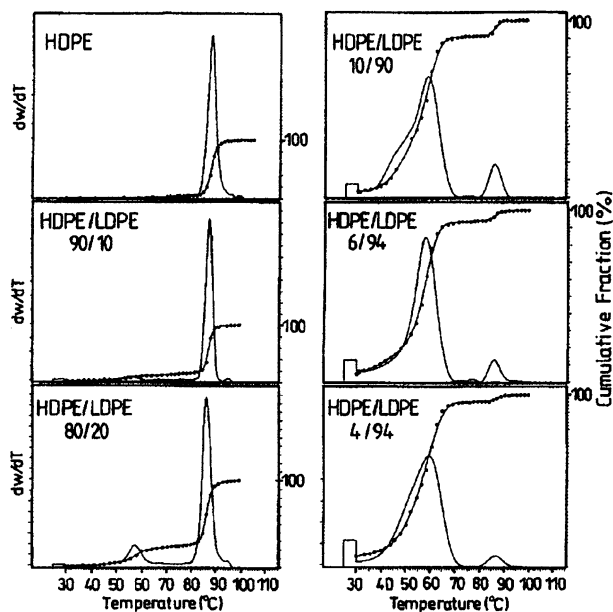 HDPE
dw/dT
100
HDPE/LDPE
90/10
dw/dT
100
HDPE/LDPE
80/20
dw/dT
100
30 40 50 60 70 80 90 100
Temperature (°C)
HDPE/LDPE
10/90
100
HDPE/LDPE
6/94
100
HDPE/LDPE
4/94
100
Cumulative Fraction (%)
30 40 50 60 70 80 90 100 110
Temperature (°C)